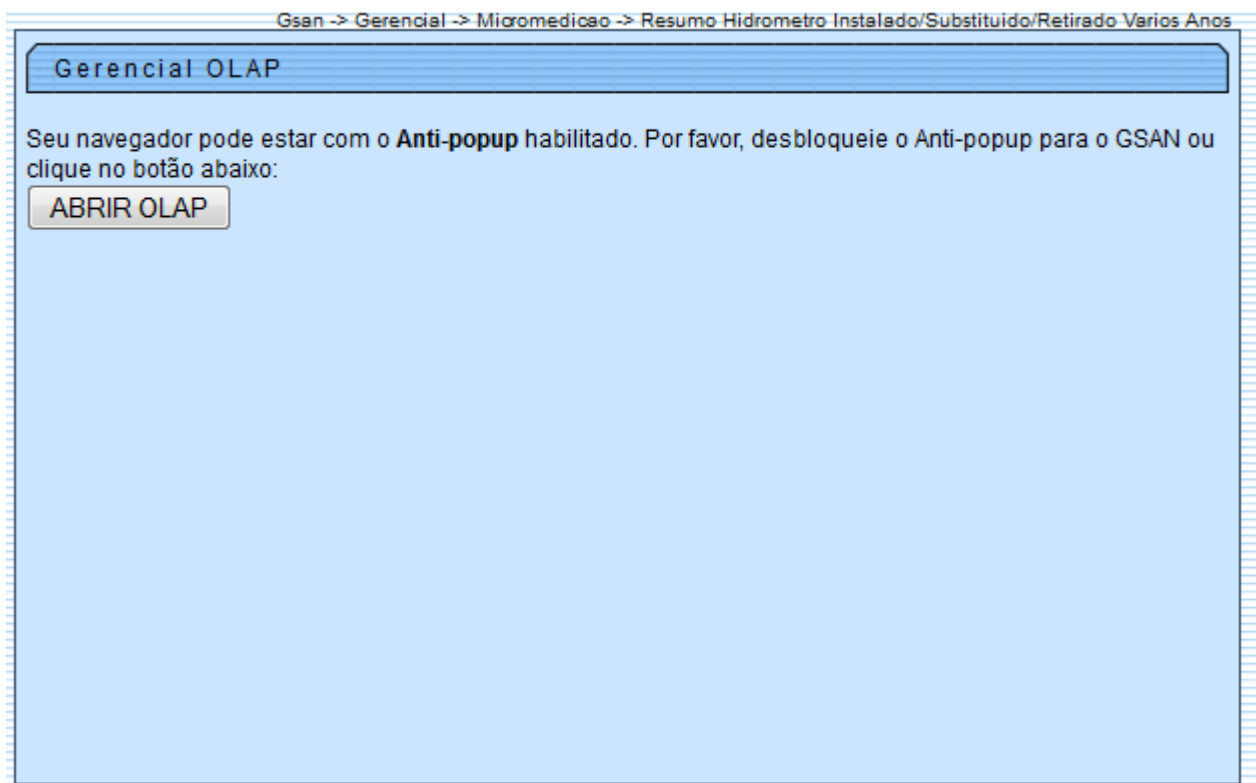 Gsan -> Gerencial -> Micromedicao -> Resumo Hidrometro Instalado/Substituido/Retirado Varios Anos
Gerencial OLAP
Seu navegador pode estar com o Anti-popup habilitado. Por favor, desbloqueie o Anti-popup para o GSAN ou
clique no botão abaixo:
ABRIR OLAP